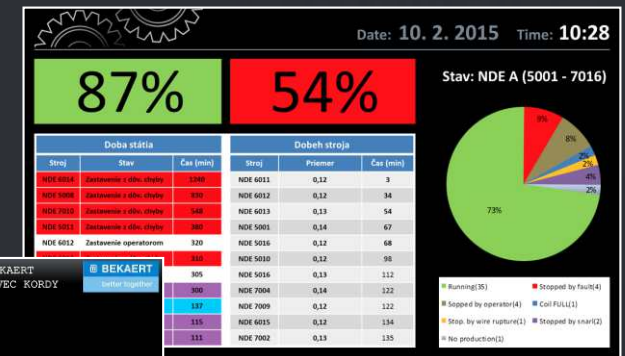 Date: 10. 2. 2015 Time: 10:28
87%
54%
Stav: NDE A (5001 - 7016)
Doba státia
Stroj Stav Čas (min)
NDE 6014 Zastavenie z dôv. chyby 1240
NDE 5008 Zastavenie z dôv. chyby 830
NDE 7010 Zastavenie z dôv. chyby 548
NDE 5011 Zastavenie z dôv. chyby 360
NDE 6012 Zastavenie operatorom 320
310
305
300
137
115
111
Dobeh stroja
Stroj Priemer Čas (min)
NDE 6011 0,12 3
NDE 6012 0,12 34
NDE 6013 0,13 54
NDE 5001 0,14 67
NDE 5016 0,12 68
NDE 5010 0,12 98
NDE 5016 0,13 112
NDE 7004 0,14 122
NDE 7009 0,12 122
NDE 6015 0,12 134
NDE 7002 0,13 135
9%
8%
2%
2%
4%
2%
73%
Running(35) Stopped by fault(4)
Sopped by operator(4) Coil FULL(1)
Stop. by wire rupture(1) Stopped by snarl(2)
No production(1)
KAERT
VEC KORDY
BEKAERT
better together